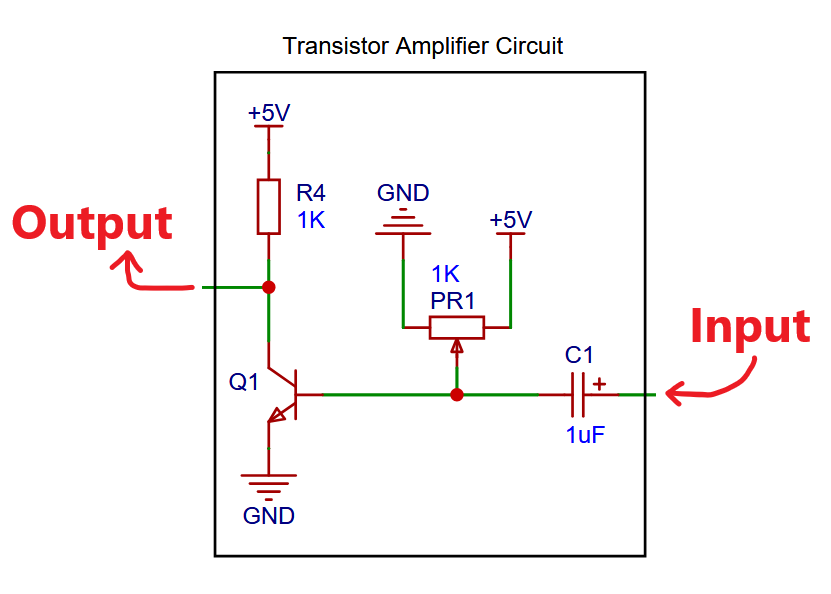 Transistor Amplifier Circuit
+5V
R4
1K
GND
+5V
Output
1K
PR1
Input
C1
+
Q1
1uF
GND